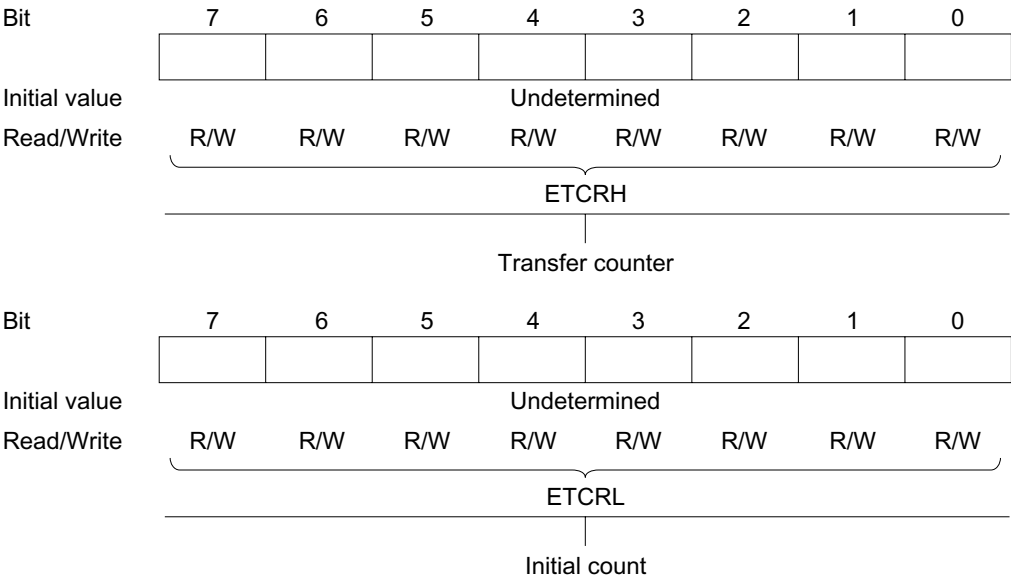 Bit 7 6 5 4 3 2 1 0
Initial value Undetermined
Read/Write R/W R/W R/W R/W R/W R/W R/W R/W
ETCRH
Transfer counter
Bit 7 6 5 4 3 2 1 0
Initial value Undetermined
Read/Write R/W R/W R/W R/W R/W R/W R/W R/W
ETCRL
Initial count